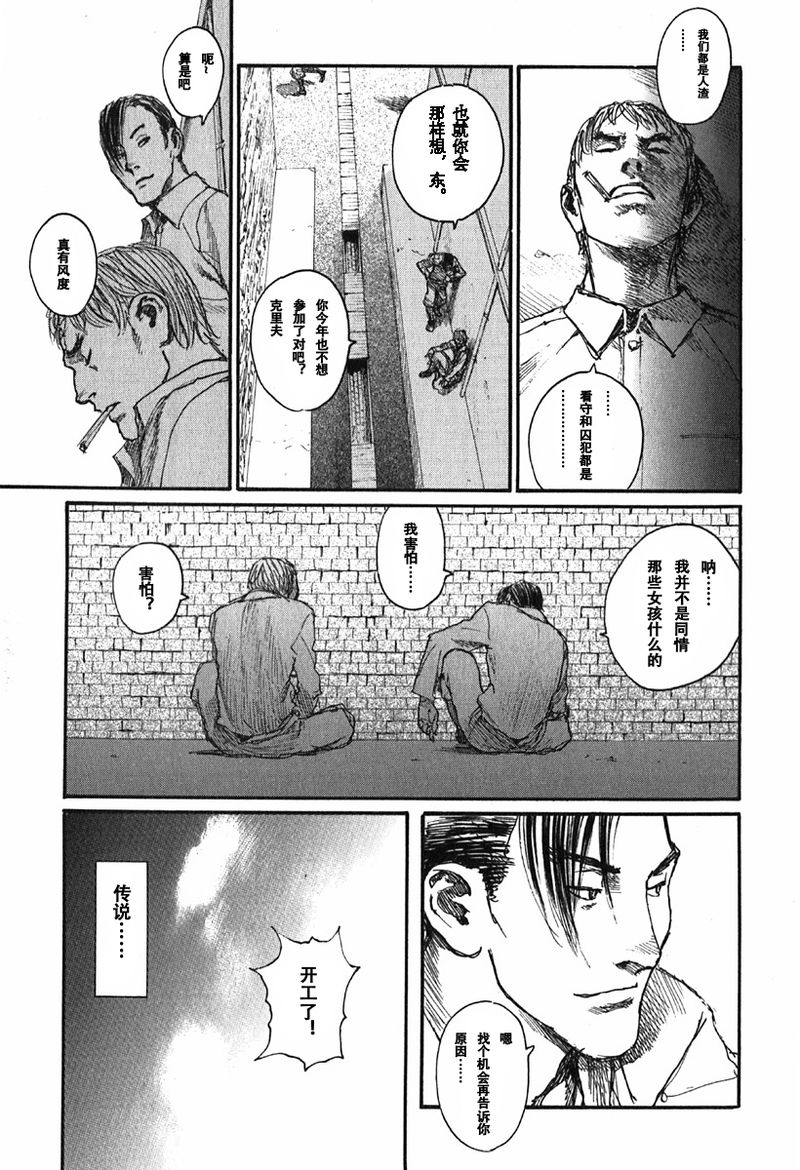 我们都是人渣
……
看守和囚犯都是
…………
…………
也就你会
那样想，东。
你今年也不想
参加了对吧？
克里夫
呃~
算是吧
真有风度
呐……
我并不是同情
那些女孩什么的
我害怕……
害怕？
嗯
找个机会再告诉你
原因……
开工了！
传说……